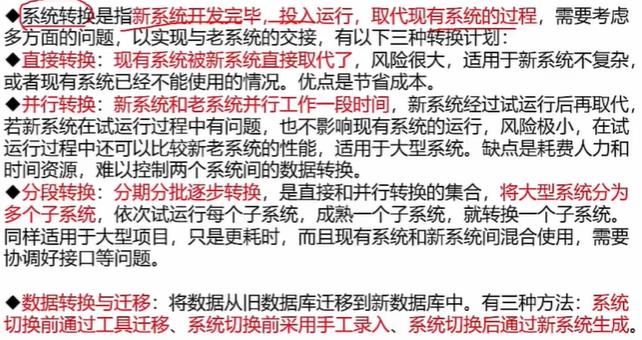 ◆系统转换是指新系统开发完毕，投入运行，取代现有系统的过程，需要考虑
多方面的问题，以实现与老系统的交接，有以下三种转换计划：
◆直接转换：现有系统被新系统直接取代了，风险很大，适用于新系统不复杂，
或者现有系统已经不能使用的情况。优点是节省成本。
◆并行转换：新系统和老系统并行工作一段时间，新系统经过试运行后再取代，
若新系统在试运行过程中有问题，也不影响现有系统的运行，风险极小，在试
运行过程中还可以比较新老系统的性能，适用于大型系统。缺点是耗费人力和
时间资源，难以控制两个系统间的数据转换。
◆分段转换：分期分批逐步转换，是直接和并行转换的集合，将大型系统分为
多个子系统，依次试运行每个子系统，成熟一个子系统，就转换一个子系统。
同样适用于大型项目，只是更耗时，而且现有系统和新系统间混合使用，需要
协调好接口等问题。
◆数据转换与迁移：将数据从旧数据库迁移到新数据库中。有三种方法：系统
切换前通过工具迁移、系统切换前采用手工录入、系统切换后通过新系统生成。